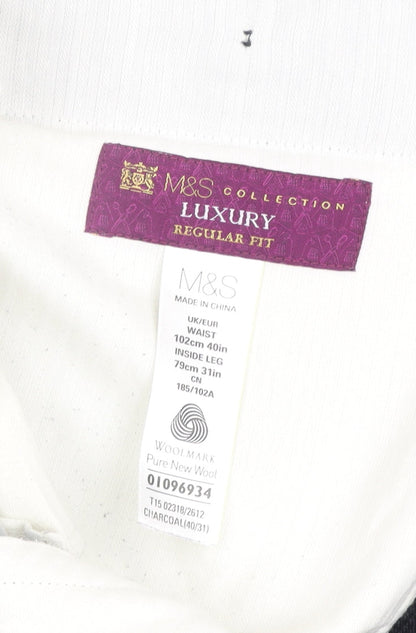 M&S COLLECTION
LUXURY
REGULAR FIT
M&S
MADE IN CHINA
UK/EUR
WAIST
102cm 40in
INSIDE LEG
79cm 31in
CN
185/102A
WOOLMARK
Pure New Wool
01096934
T15 0231B/2612
CHARCOAL(40/31)